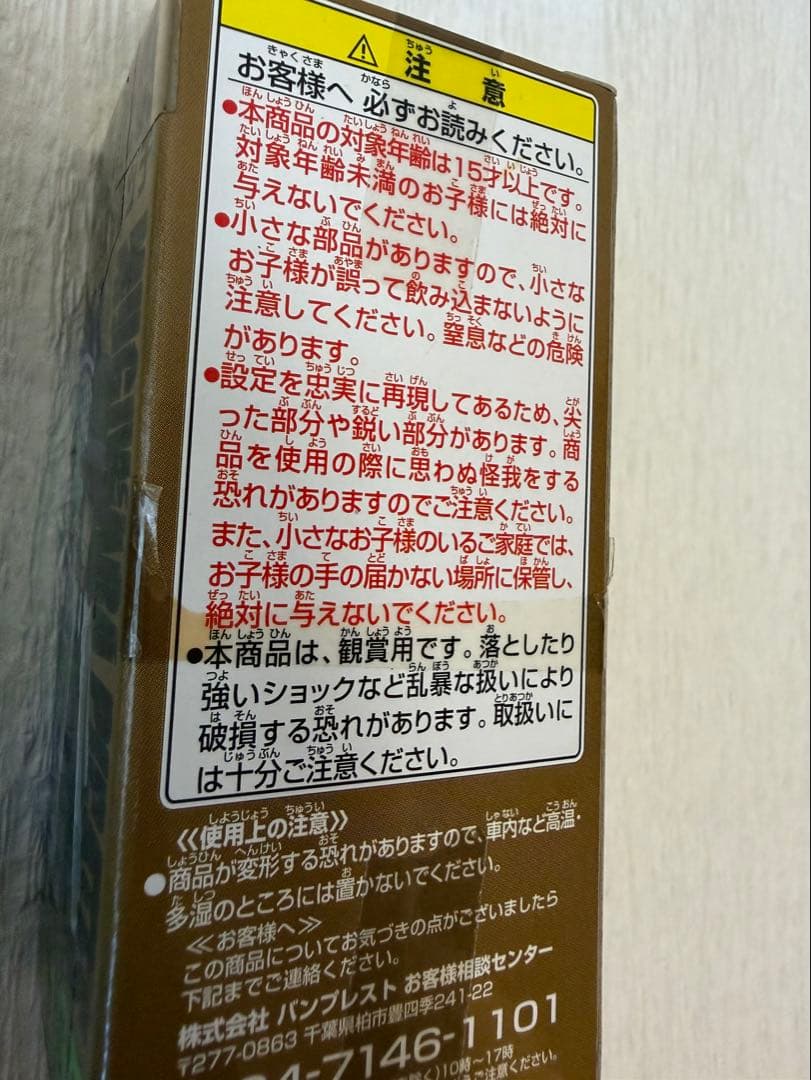 ⚠ 注意
お客様へ 必ずお読みください。
●本商品の対象年齢は15才以上です。
対象年齢未満のお子様には絶対に
与えないでください。
●小さな部品がありますので、小さな
お子様が誤って飲み込まないように
注意してください。窒息などの危険
があります。
●設定を忠実に再現してあるため、尖
った部分や鋭い部分があります。商
品を使用の際に思わぬ怪我をする
恐れがありますのでご注意ください。
また、小さなお子様のいるご家庭では、
お子様の手の届かない場所に保管し、
絶対に与えないでください。
●本商品は、観賞用です。落としたり
強いショックなど乱暴な扱いにより
破損する恐れがあります。取扱いに
は十分ご注意ください。
《使用上の注意》
●商品が変形する恐れがありますので、車内など高温・
多湿のところには置かないでください。
≪お客様へ≫
この商品についてお気づきの点がございましたら
下記までご連絡ください。
株式会社 バンプレスト お客様相談センター
〒277-0863 千葉県柏市豊四季241-22
4-7146-1101
く)10時〜17時
ご注意ください。